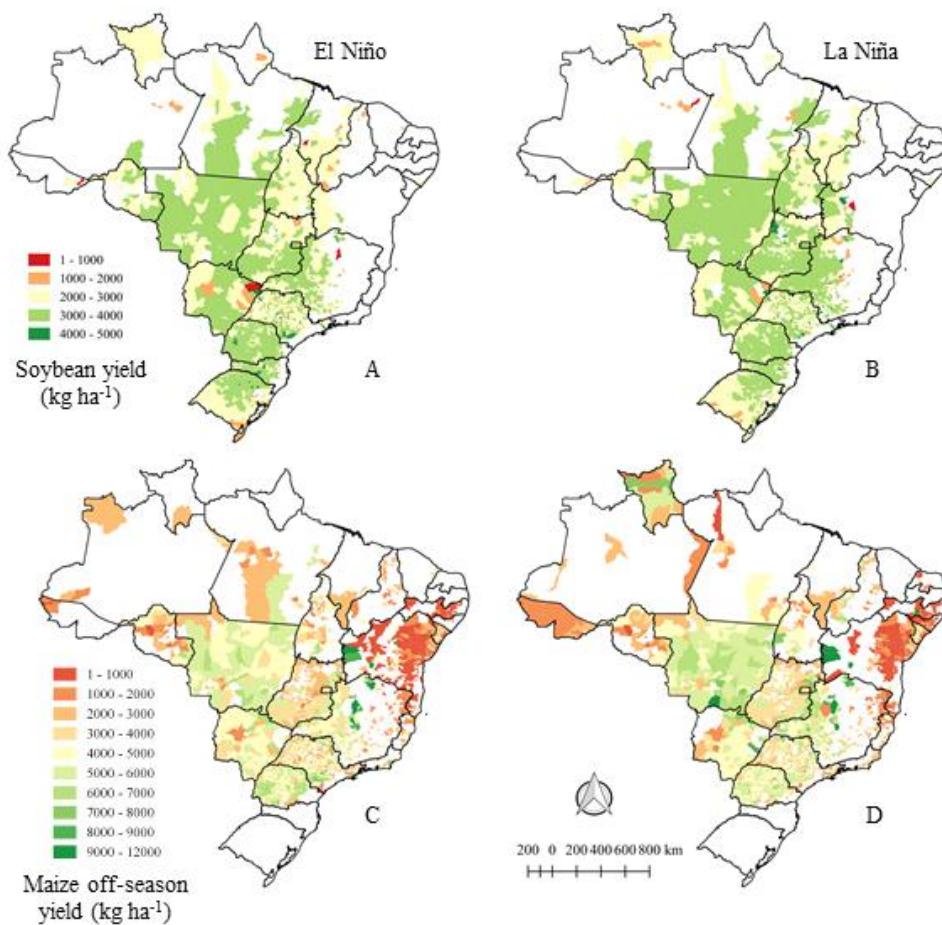 El Niño
La Niña
1 - 1000
1000 - 2000
2000 - 3000
3000 - 4000
4000 - 5000
Soybean yield
(kg ha⁻¹)
A
B
1 - 1000
1000 - 2000
2000 - 3000
3000 - 4000
4000 - 5000
5000 - 6000
6000 - 7000
7000 - 8000
8000 - 9000
9000 - 12000
Maize off-season
yield (kg ha⁻¹)
C
D
200 0 200 400 600 800 km